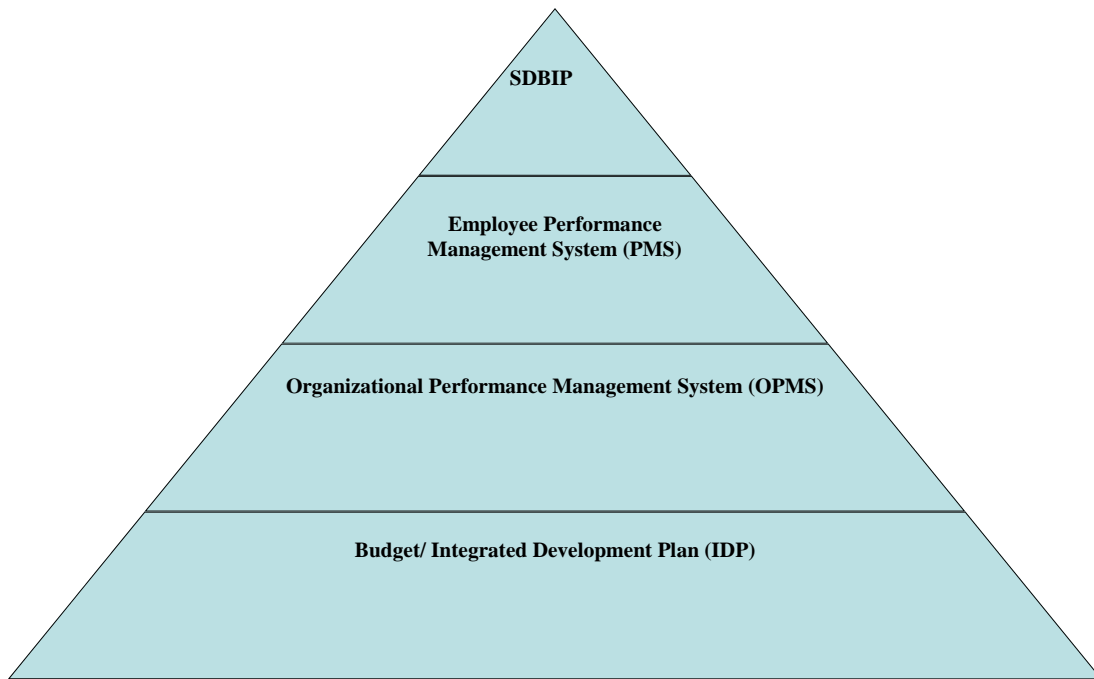 SDBIP
Employee Performance
Management System (PMS)
Organizational Performance Management System (OPMS)
Budget/ Integrated Development Plan (IDP)